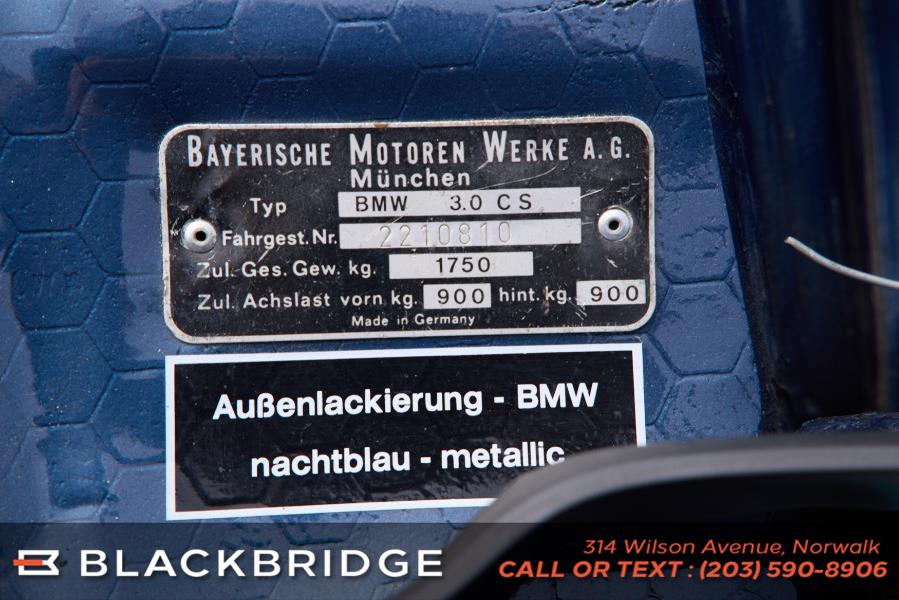 BAYERISCHE MOTOREN WERKE A.G.
München
Typ BMW 3.0 CS
Fahrgest. Nr. 2210810
Zul. Ges. Gew. kg. 1750
Zul. Achslast vorn kg. 900 hint. kg. 900
Made in Germany
Außenlackierung - BMW
nachtblau - metallic
BLACKBRIDGE
314 Wilson Avenue, Norwalk
CALL OR TEXT : (203) 590-8906